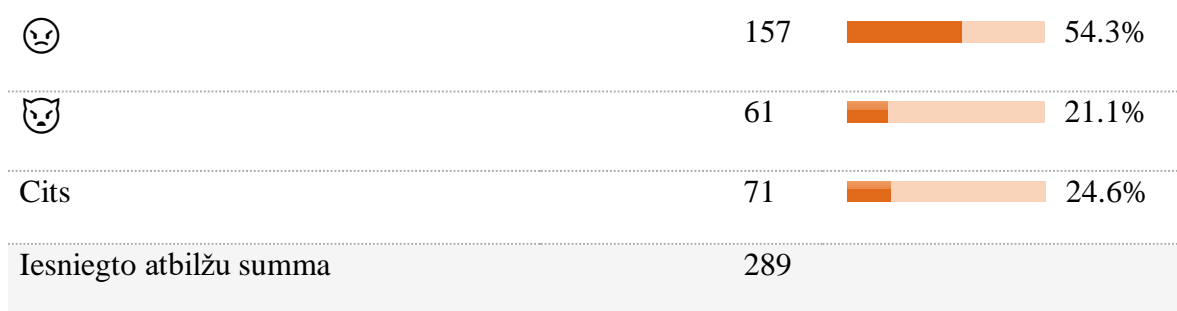 😠 157 54.3%
👿 61 21.1%
Cits 71 24.6%
Iesniegto atbilžu summa 289